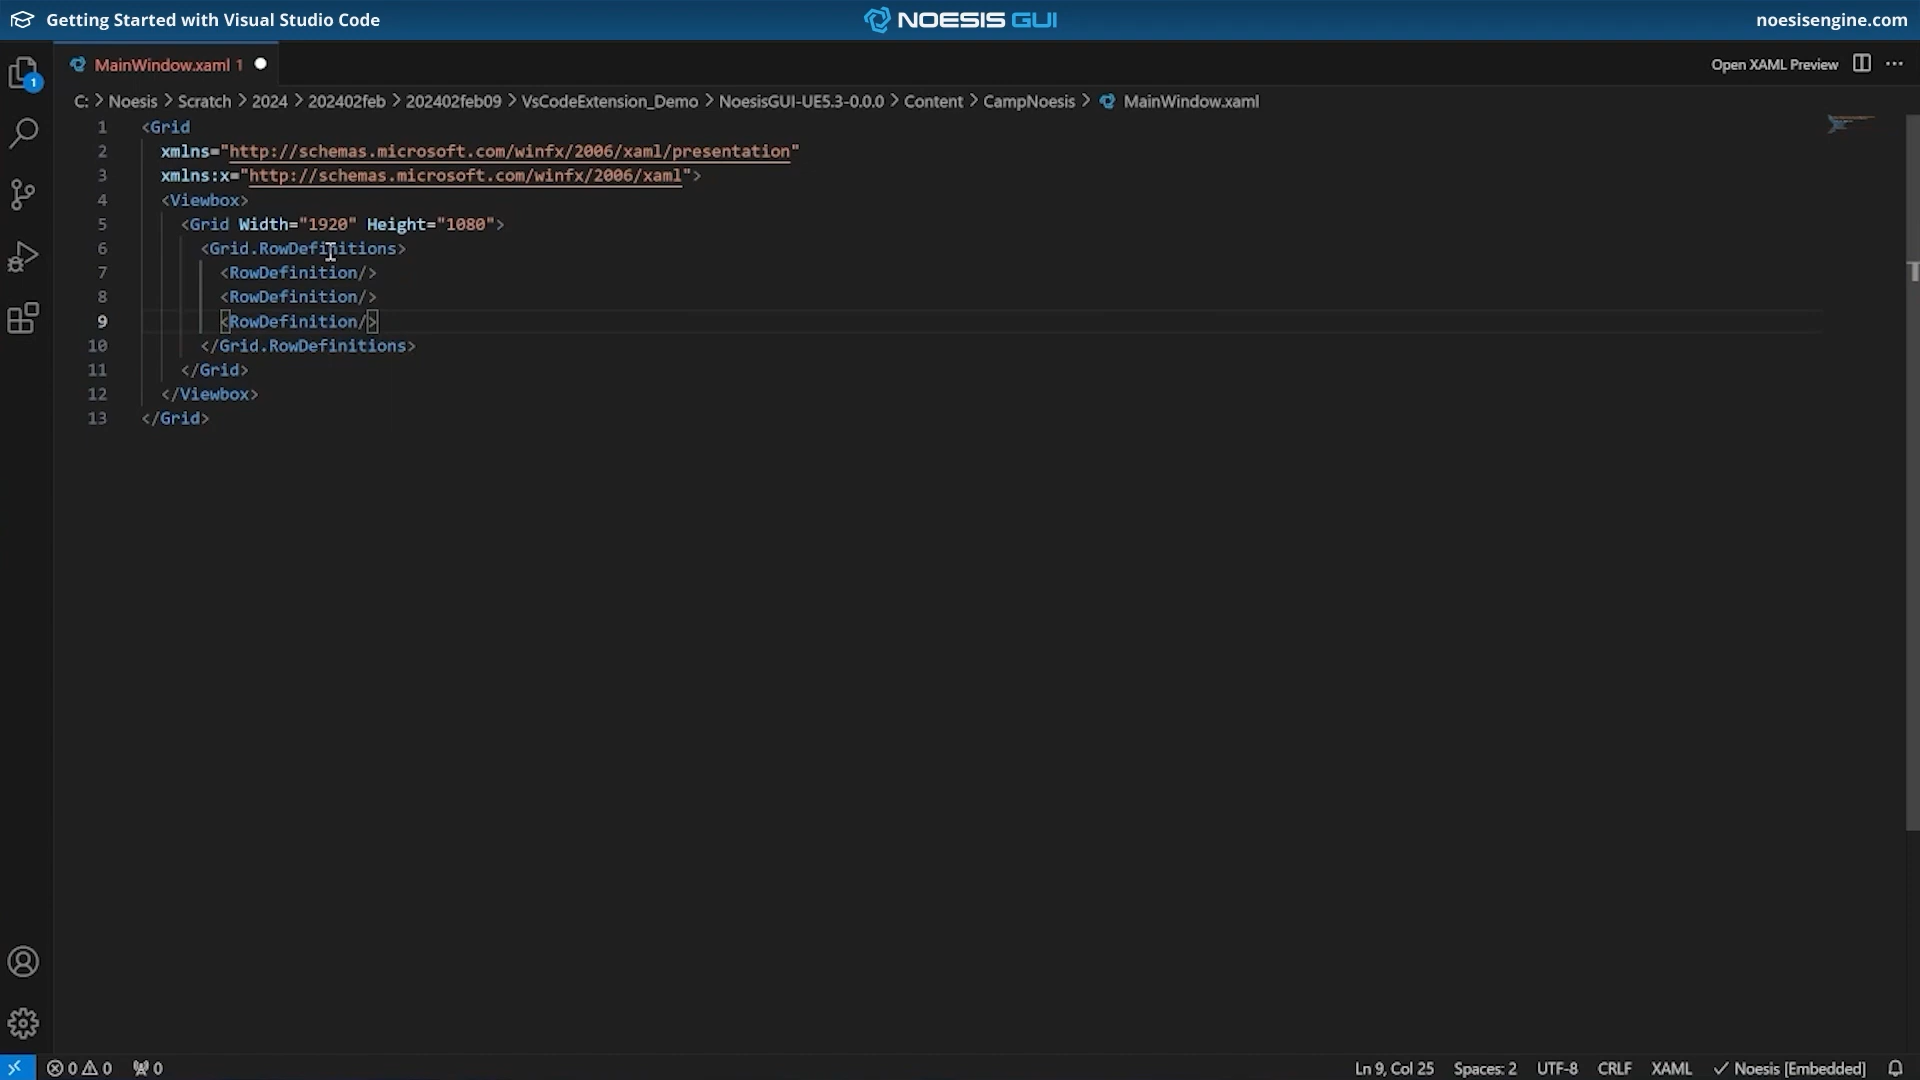 Getting Started with Visual Studio Code
NOESIS GUI
noesisengine.com
MainWindow.xaml 1
Open XAML Preview
1
C: > Noesis > Scratch > 2024 > 202402feb > 202402feb09 > VsCodeExtension_Demo > NoesisGUI-UE5.3-0.0.0 > Content > CampNoesis > MainWindow.xaml
1 <Grid
2 xmlns="http://schemas.microsoft.com/winfx/2006/xaml/presentation"
3 xmlns:x="http://schemas.microsoft.com/winfx/2006/xaml">
4 <Viewbox>
5 <Grid Width="1920" Height="1080">
6 <Grid.RowDefinitions>
7 <RowDefinition/>
8 <RowDefinition/>
9 <RowDefinition/>
10 </Grid.RowDefinitions>
11 </Grid>
12 </Viewbox>
13 </Grid>
0 0 0
Ln 9, Col 25 Spaces: 2 UTF-8 CRLF XAML Noesis [Embedded]